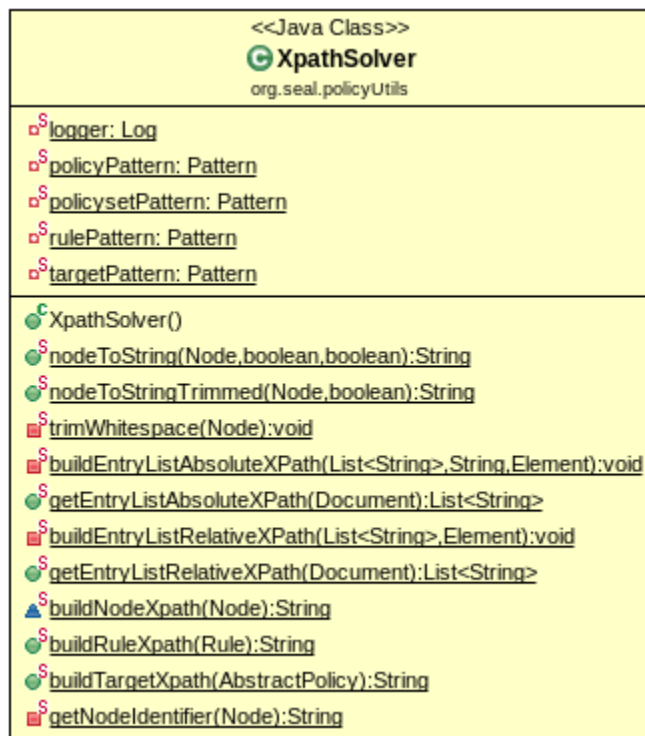 <<Java Class>>
C XpathSolver
org.seal.policyUtils
S logger: Log
S policyPattern: Pattern
S policysetPattern: Pattern
S rulePattern: Pattern
S targetPattern: Pattern
C XpathSolver()
S nodeToString(Node,boolean,boolean):String
S nodeToStringTrimmed(Node,boolean):String
S trimWhitespace(Node):void
S buildEntryListAbsoluteXPath(List<String>,String,Element):void
S getEntryListAbsoluteXPath(Document):List<String>
S buildEntryListRelativeXPath(List<String>,Element):void
S getEntryListRelativeXPath(Document):List<String>
S buildNodeXpath(Node):String
S buildRuleXpath(Rule):String
S buildTargetXpath(AbstractPolicy):String
S getNodeIdentifier(Node):String